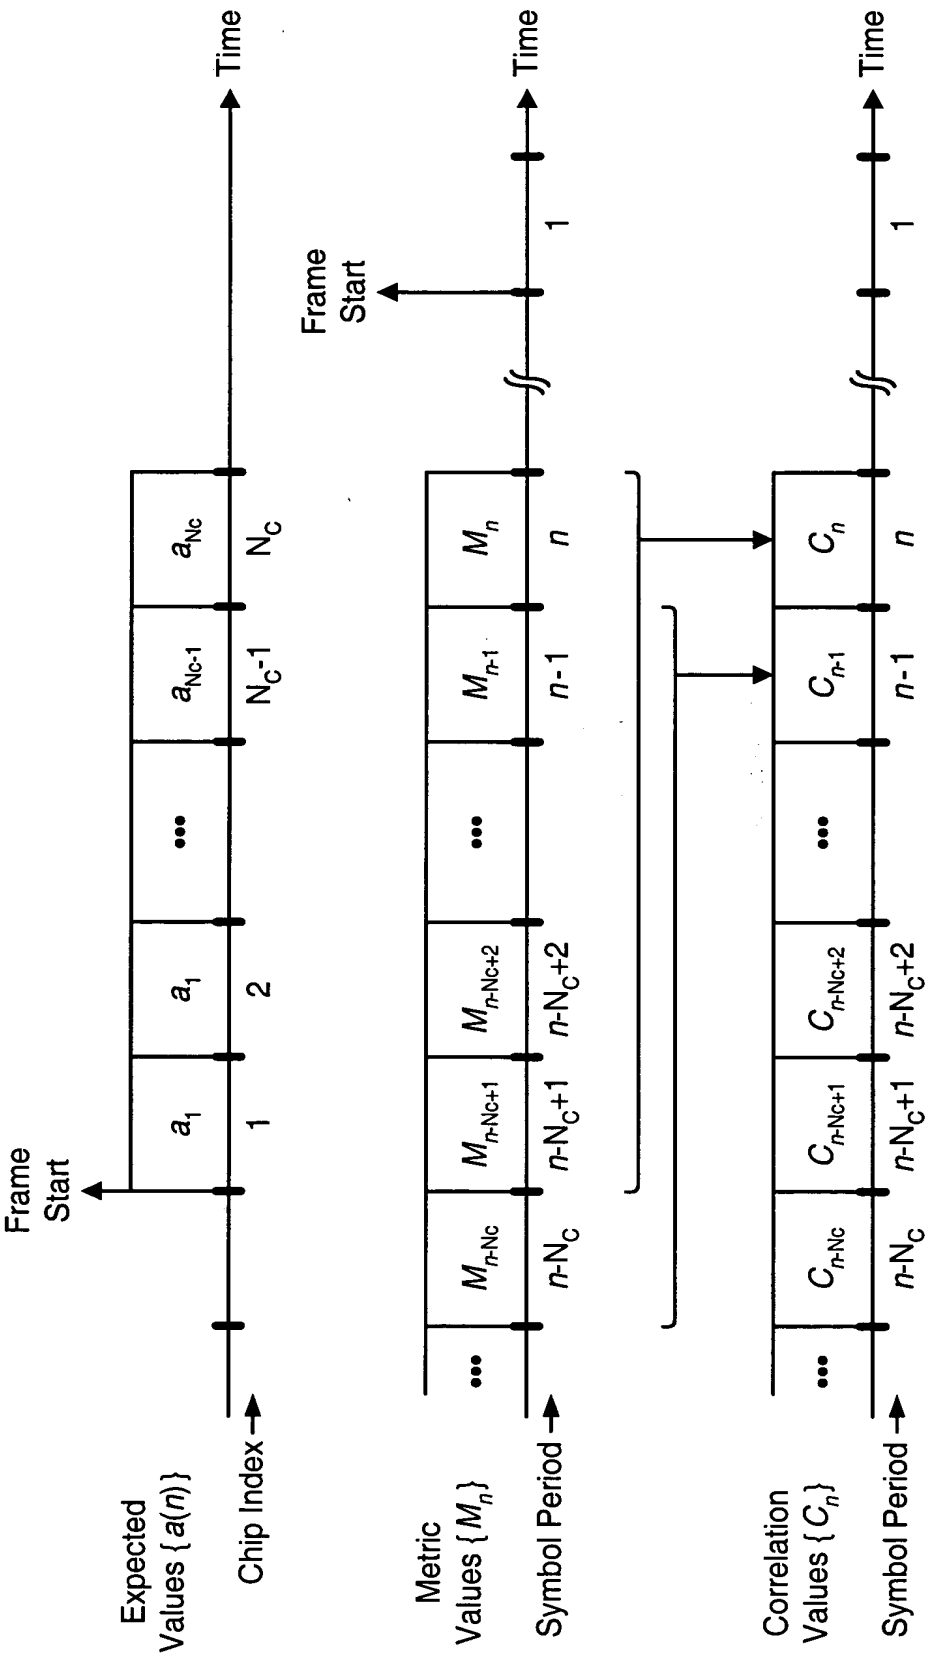 Frame
Start
Expected
Values { a(n) }
a1 a1 ••• aNc-1 aNc
Chip Index
1 2 NC-1 NC
Time
Frame
Start
Metric
Values { Mn }
••• Mn-Nc Mn-Nc+1 Mn-Nc+2 ••• Mn-1 Mn
Symbol Period
n-NC n-NC+1 n-NC+2 n-1 n 1
Time
Correlation
Values { Cn }
••• Cn-Nc Cn-Nc+1 Cn-Nc+2 ••• Cn-1 Cn
Symbol Period
n-NC n-NC+1 n-NC+2 n-1 n 1
Time